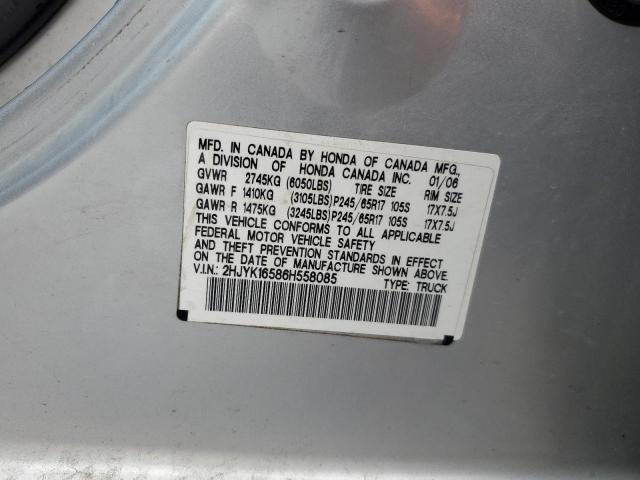 MFD. IN CANADA BY HONDA OF CANADA MFG.,
A DIVISION OF HONDA CANADA INC. 01/06
GVWR 2745KG (6050LBS) TIRE SIZE RIM SIZE
GAWR F 1410KG (3105LBS) P245/65R17 105S 17X7.5J
GAWR R 1475KG (3245LBS) P245/65R17 105S 17X7.5J
THIS VEHICLE CONFORMS TO ALL APPLICABLE
FEDERAL MOTOR VEHICLE SAFETY
AND THEFT PREVENTION STANDARDS IN EFFECT
ON THE DATE OF MANUFACTURE SHOWN ABOVE.
V.I.N.: 2HJYK16586H558085 TYPE: TRUCK